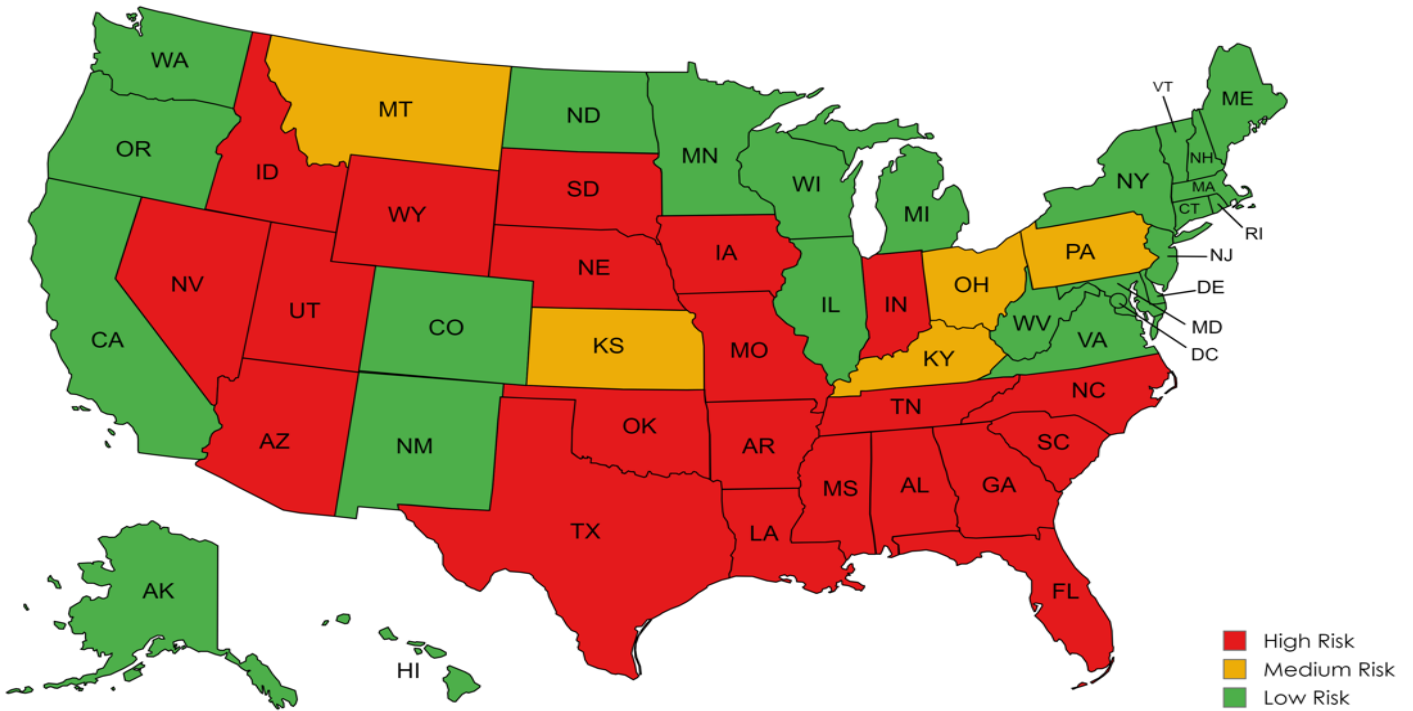 WA
MT
ND
MN
VT
ME
OR
ID
SD
WI
NY
NH
MA
CT
RI
WY
MI
NV
NE
IA
PA
NJ
UT
CO
IL
IN
OH
DE
CA
KS
MO
KY
WV
VA
MD
DC
AZ
NM
OK
AR
TN
NC
SC
TX
LA
MS
AL
GA
AK
HI
FL
High Risk
Medium Risk
Low Risk